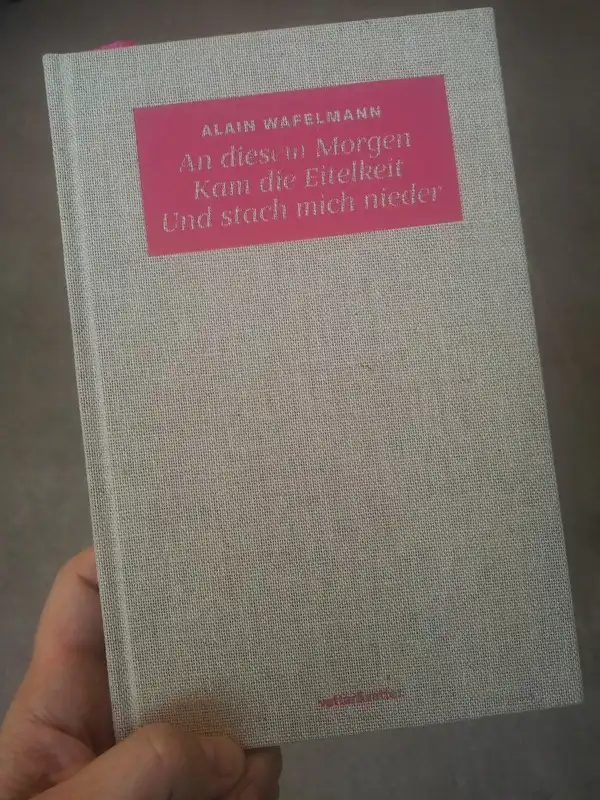 ALAIN WAFELMANN
An diesem Morgen
Kam die Eitelkeit
Und stach mich nieder